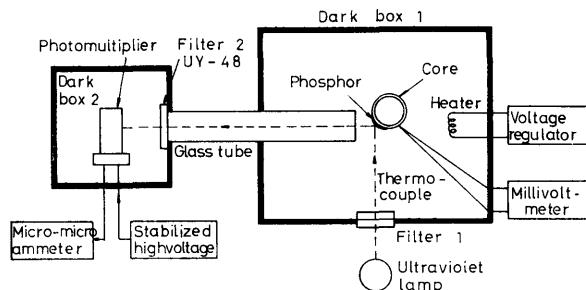 Dark box 1
Photomultiplier
Filter 2
UY-48
Dark
box 2
Phosphor
Core
Heater
Voltage
regulator
Glass tube
Thermo-
couple
Millivolt-
meter
Micro-micro
ammeter
Stabilized
highvoltage
Filter 1
Ultraviolet
lamp